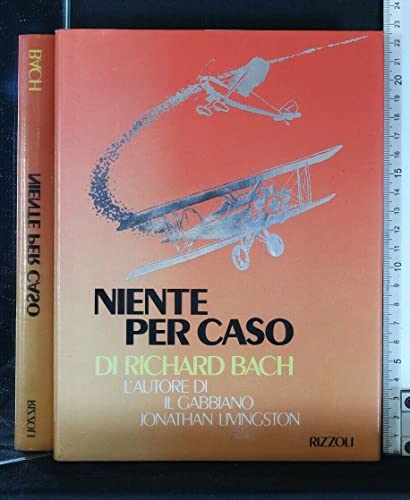 BACH
NIENTE PER CASO
RIZZOLI
NIENTE
PER CASO
DI RICHARD BACH
L'AUTORE DI
IL GABBIANO
JONATHAN LIVINGSTON
RIZZOLI